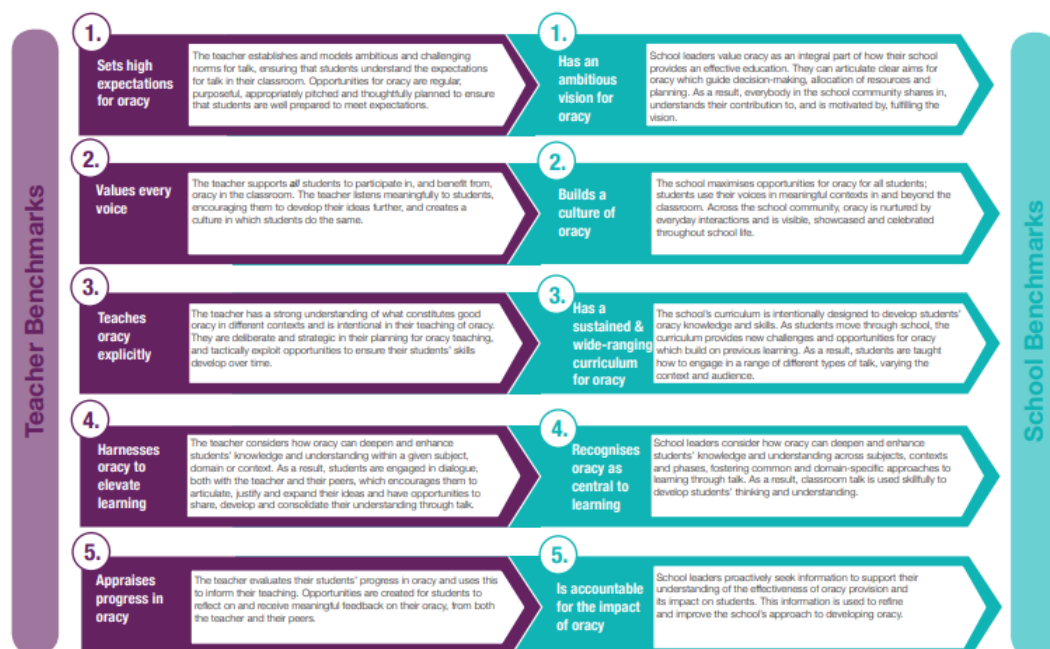 Teacher Benchmarks
1.
Sets high
expectations
for oracy
The teacher establishes and models ambitious and challenging
norms for talk, ensuring that students understand the expectations
for talk in their classroom. Opportunities for oracy are regular,
purposeful, appropriately pitched and thoughtfully planned to ensure
that students are well prepared to meet expectations.
1.
Has an
ambitious
vision for
oracy
School leaders value oracy as an integral part of how their school
provides an effective education. They can articulate clear aims for
oracy which guide decision-making, allocation of resources and
planning. As a result, everybody in the school community shares in,
understands their contribution to, and is motivated by, fulfilling the
vision.
2.
Values every
voice
The teacher supports all students to participate in, and benefit from,
oracy in the classroom. The teacher listens meaningfully to students,
encouraging them to develop their ideas further, and creates a
culture in which students do the same.
2.
Builds a
culture of
oracy
The school maximises opportunities for oracy for all students;
students use their voices in meaningful contexts in and beyond the
classroom. Across the school community, oracy is nurtured by
everyday interactions and is visible, showcased and celebrated
throughout school life.
3.
Teaches
oracy
explicitly
The teacher has a strong understanding of what constitutes good
oracy in different contexts and is intentional in their teaching of oracy.
They are deliberate and strategic in their planning for oracy teaching,
and tactically exploit opportunities to ensure their students' skills
develop over time.
3.
Has a
sustained &
wide-ranging
curriculum
for oracy
The school's curriculum is intentionally designed to develop students'
oracy knowledge and skills. As students move through school, the
curriculum provides new challenges and opportunities for oracy
which build on previous learning. As a result, students are taught
how to engage in a range of different types of talk, varying the
context and audience.
4.
Harnesses
oracy to
elevate
learning
The teacher considers how oracy can deepen and enhance
students' knowledge and understanding within a given subject,
domain or context. As a result, students are engaged in dialogue,
both with the teacher and their peers, which encourages them to
articulate, justify and expand their ideas and have opportunities to
share, develop and consolidate their understanding through talk.
4.
Recognises
oracy as
central to
learning
School leaders consider how oracy can deepen and enhance
students' knowledge and understanding across subjects, contexts
and phases, fostering common and domain-specific approaches to
learning through talk. As a result, classroom talk is used skillfully to
develop students' thinking and understanding.
5.
Appraises
progress in
oracy
The teacher evaluates their students' progress in oracy and uses this
to inform their teaching. Opportunities are created for students to
reflect on and receive meaningful feedback on their oracy, from both
the teacher and their peers.
5.
Is accountable
for the impact
of oracy
School leaders proactively seek information to support their
understanding of the effectiveness of oracy provision and
its impact on students. This information is used to refine
and improve the school's approach to developing oracy.
School Benchmarks